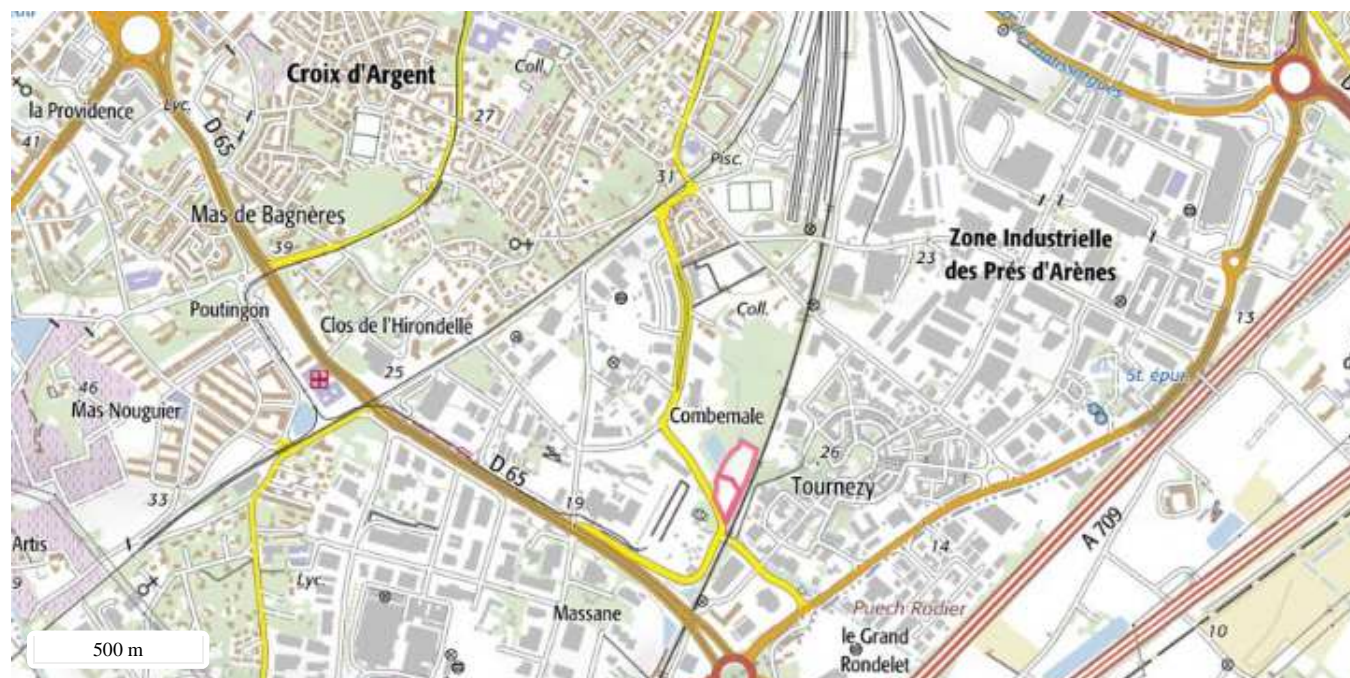 Croix d'Argent
Coll.
la Providence
Lyc.
D 65
27
41
Pisc.
31
Mas de Bagnères
39
Zone Industrielle
des Prés d'Arènes
23
Poutingon
Clos de l'Hirondelle
Coll.
13
25
St. épur.
46
Mas Nouguier
Combemale
26
Tournezy
D 65
33
19
A 709
Artis
14
9
Lyc.
Massane
Puech Radier
le Grand
Rondelet
10
500 m